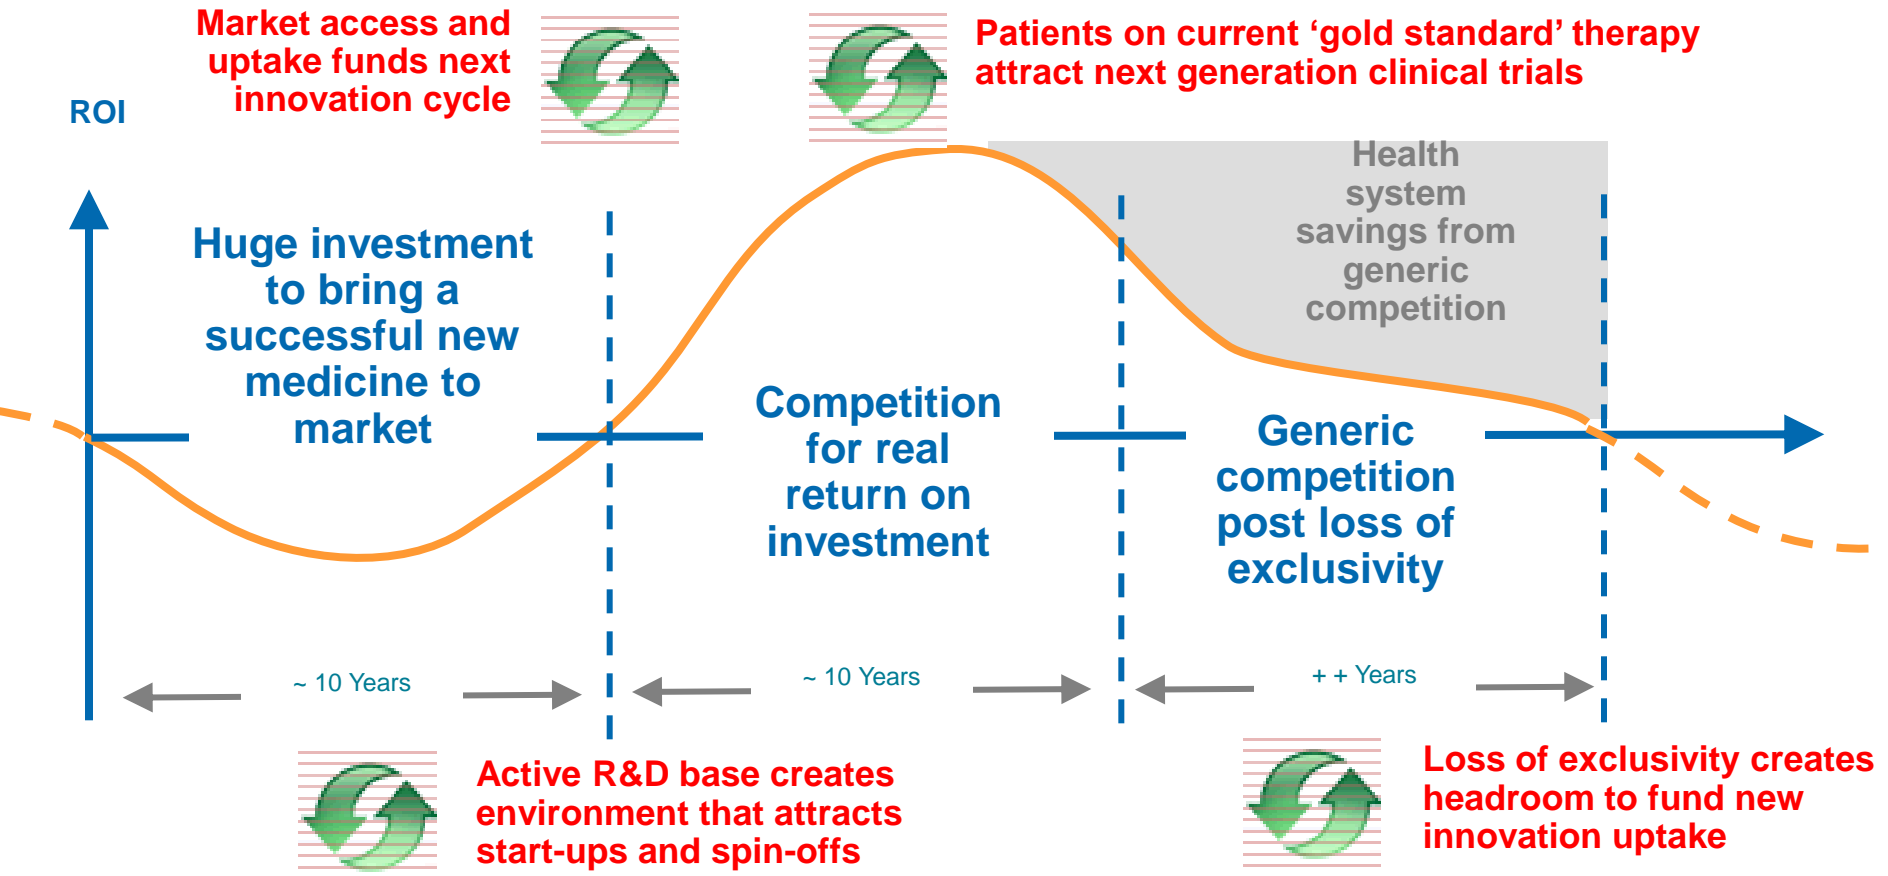 Market access and
uptake funds next
innovation cycle
Patients on current ‘gold standard’ therapy
attract next generation clinical trials
ROI
Health
system
savings from
generic
competition
Huge investment
to bring a
successful new
medicine to
market
Competition
for real
return on
investment
Generic
competition
post loss of
exclusivity
~ 10 Years
~ 10 Years
+ + Years
Active R&D base creates
environment that attracts
start-ups and spin-offs
Loss of exclusivity creates
headroom to fund new
innovation uptake